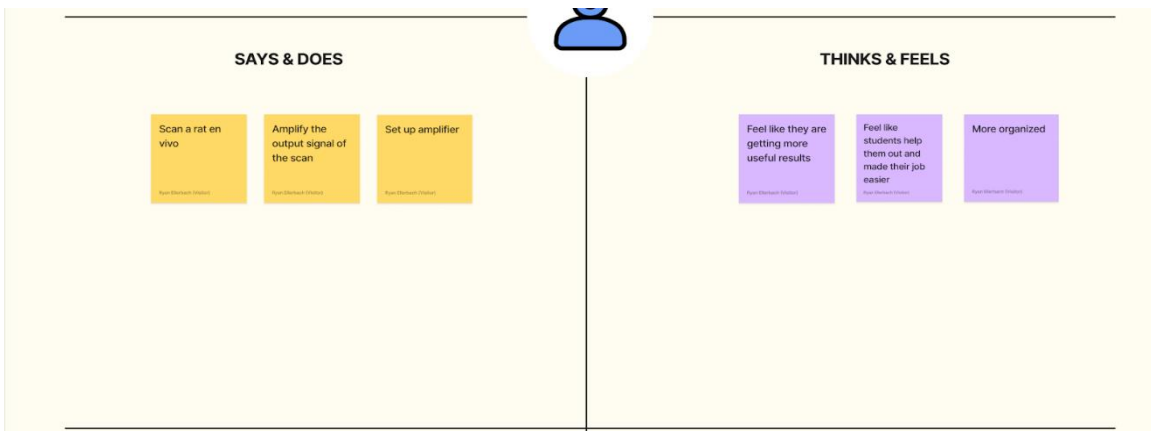 SAYS & DOES
THINKS & FEELS
Scan a rat en
vivo
Amplify the
output signal of
the scan
Set up amplifier
Feel like they are
getting more
useful results
Feel like
students help
them out and
made their job
easier
More organized